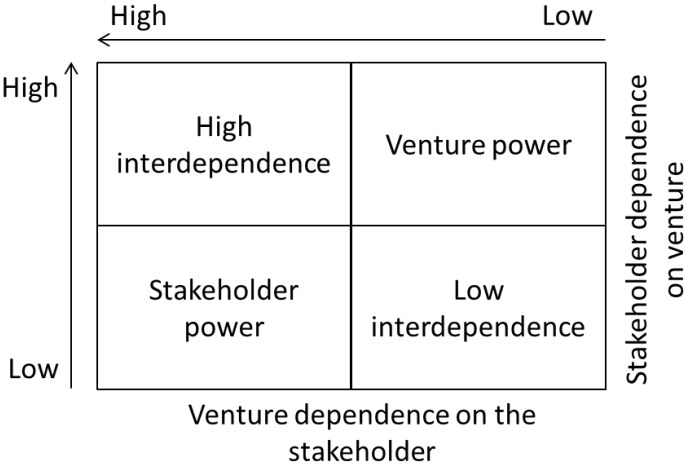 High
Low
High
High
interdependence
Venture power
Stakeholder
power
Low
interdependence
Low
Stakeholder dependence
on venture
Venture dependence on the
stakeholder